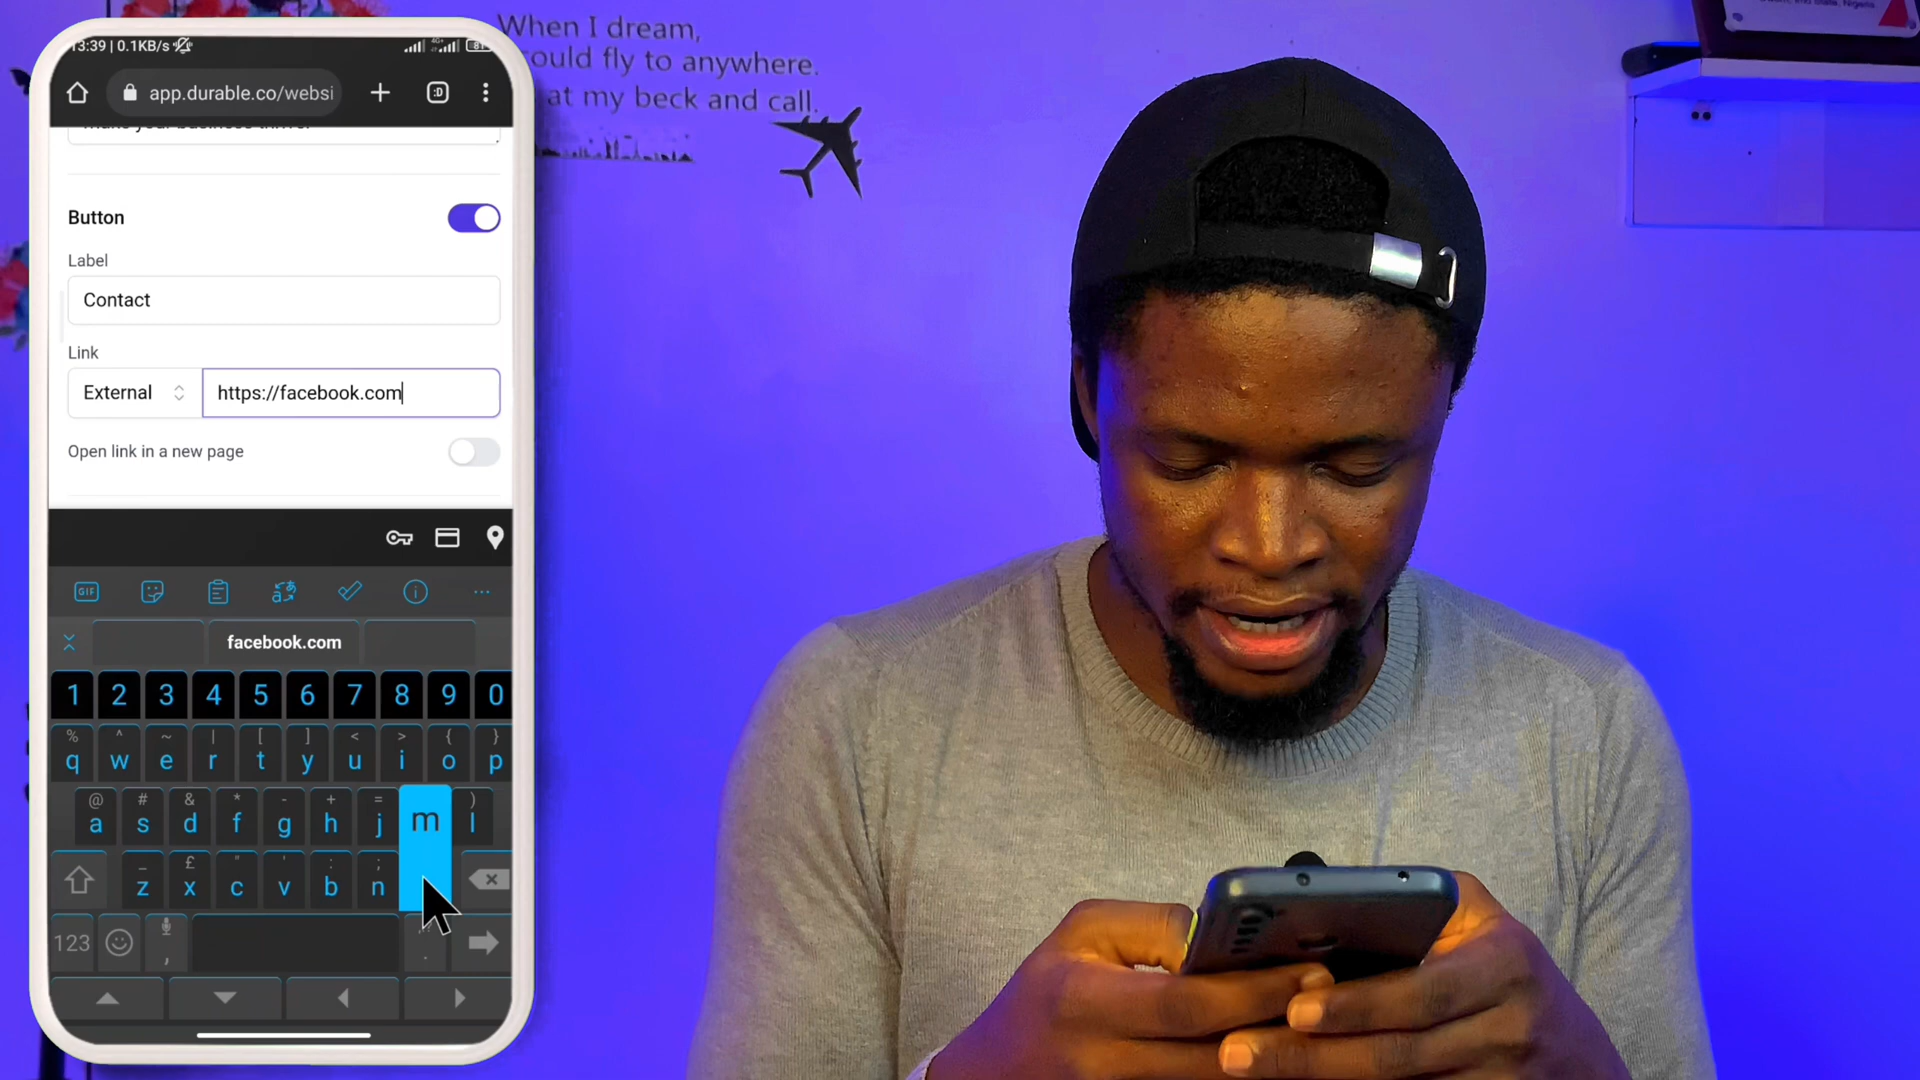 When I dream,
ould fly to anywhere.
at my beck and call.
13:39 | 0.1KB/s
app.durable.co/websi
:D
Button
Label
Contact
Link
External
https://facebook.com
Open link in a new page
GIF
facebook.com
1 2 3 4 5 6 7 8 9 0
% ^ ~ | [ ] < > { }
q w e r t y u i o p
@ # & * - + = )
a s d f g h j m l
_ £ " ' : ;
z x c v b n
123 , .